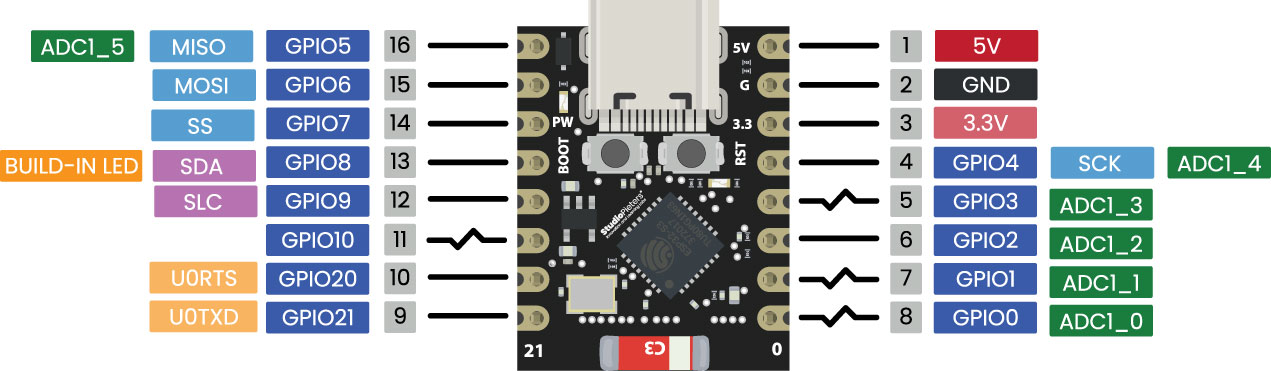 ADC1_5 MISO GPIO5 16 5V 1 5V
MOSI GPIO6 15 G 2 GND
SS GPIO7 14 PW 3.3 3 3.3V
BUILD-IN LED SDA GPIO8 13 BOOT RST 4 GPIO4 SCK ADC1_4
SLC GPIO9 12 5 GPIO3 ADC1_3
StudioPieters®
GPIO10 11 6 GPIO2 ADC1_2
U0RTS GPIO20 10 7 GPIO1 ADC1_1
U0TXD GPIO21 9 8 GPIO0 ADC1_0
21 C3 0